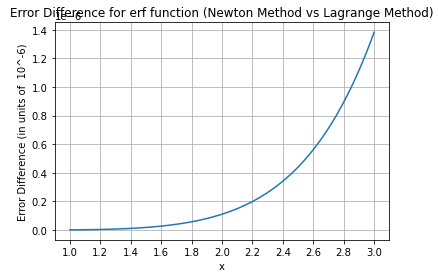 Error Difference for erf function (Newton Method vs Lagrange Method)
1e-6
1.4
1.2
1.0
0.8
0.6
0.4
0.2
0.0
Error Difference (in units of 10^-6)
1.0 1.2 1.4 1.6 1.8 2.0 2.2 2.4 2.6 2.8 3.0
x